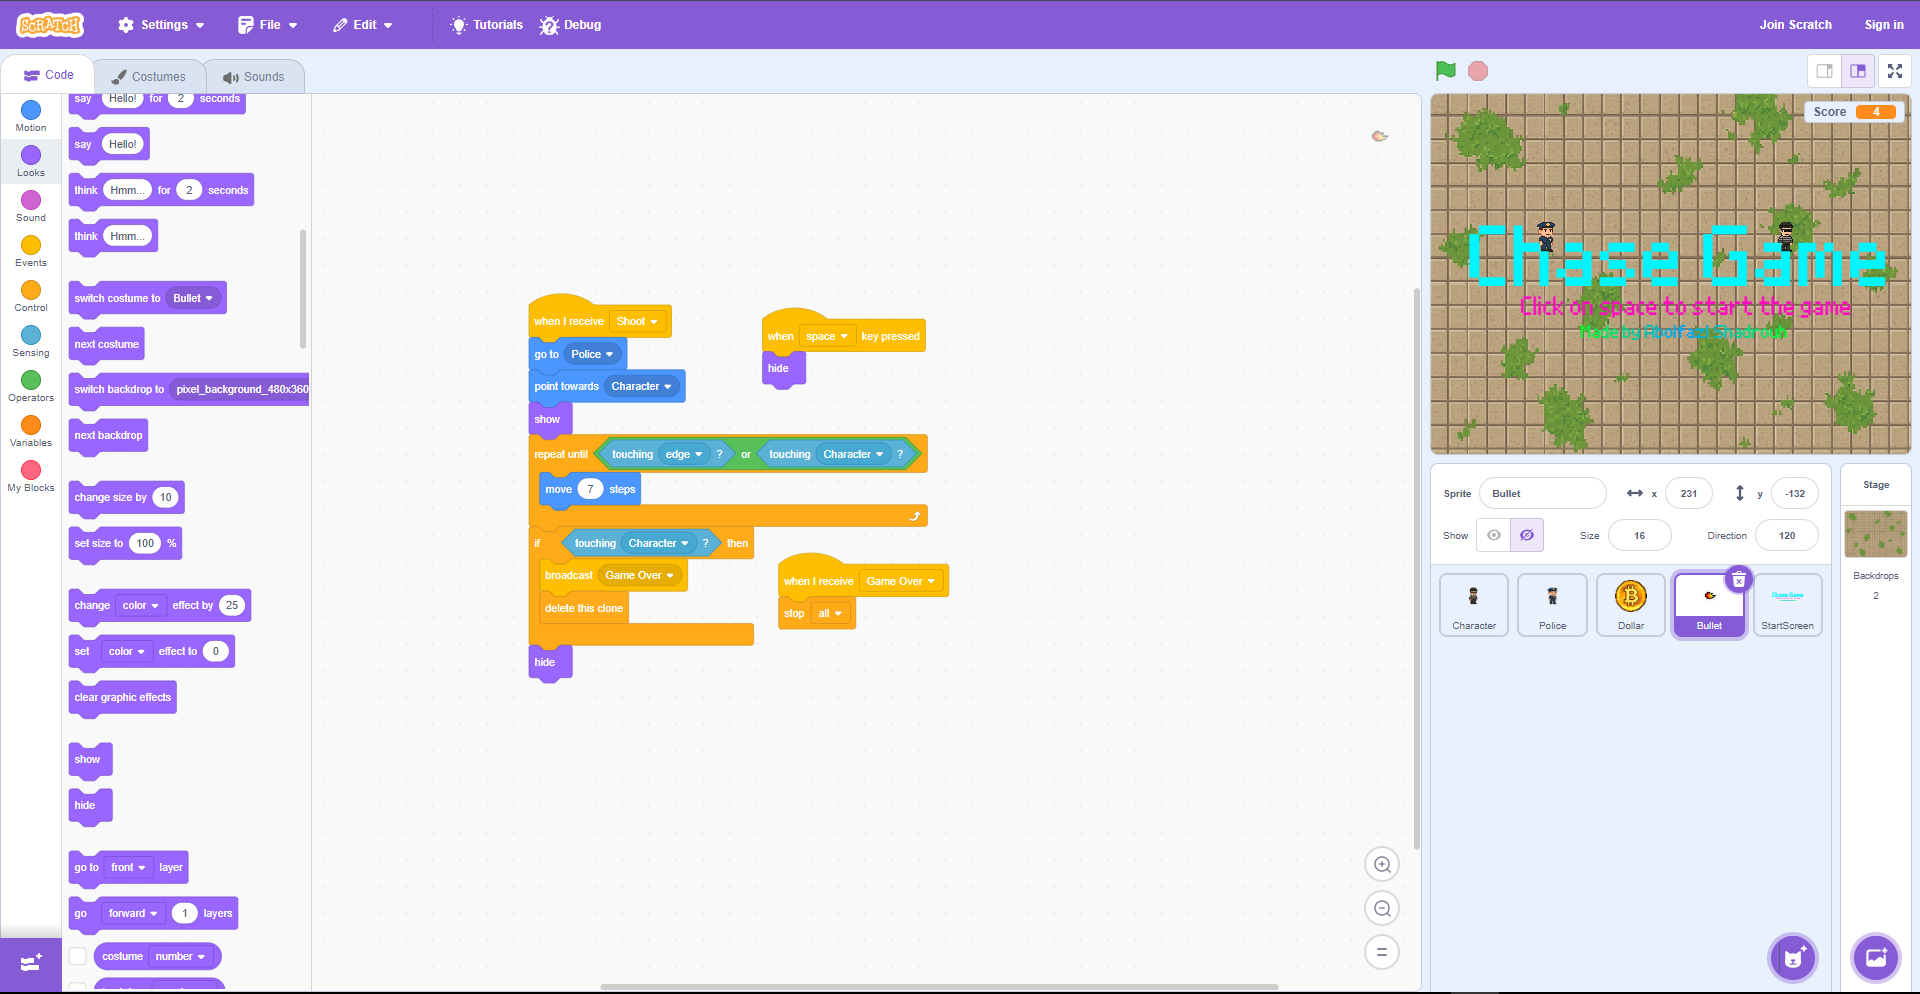 SCRATCH
Settings
File
Edit
Tutorials
Debug
Join Scratch
Sign in
Code
Costumes
Sounds
Motion
Looks
Sound
Events
Control
Sensing
Operators
Variables
My Blocks
say Hello! for 2 seconds
say Hello!
think Hmm... for 2 seconds
think Hmm...
switch costume to Bullet
next costume
switch backdrop to pixel_background_480x360
next backdrop
change size by 10
set size to 100 %
change color effect by 25
set color effect to 0
clear graphic effects
show
hide
go to front layer
go forward 1 layers
costume number
when I receive Shoot
go to Police
point towards Character
show
repeat until touching edge ? or touching Character ?
move 7 steps
if touching Character ? then
broadcast Game Over
delete this clone
hide
when space key pressed
hide
when I receive Game Over
stop all
Score 4
Chase Game
Click on space to start the game
Made by Abolfazl Shadrouh
Sprite Bullet x 231 y -132
Show Size 16 Direction 120
Character
Police
Dollar
Bullet
Chase Game
StartScreen
Stage
Backdrops
2